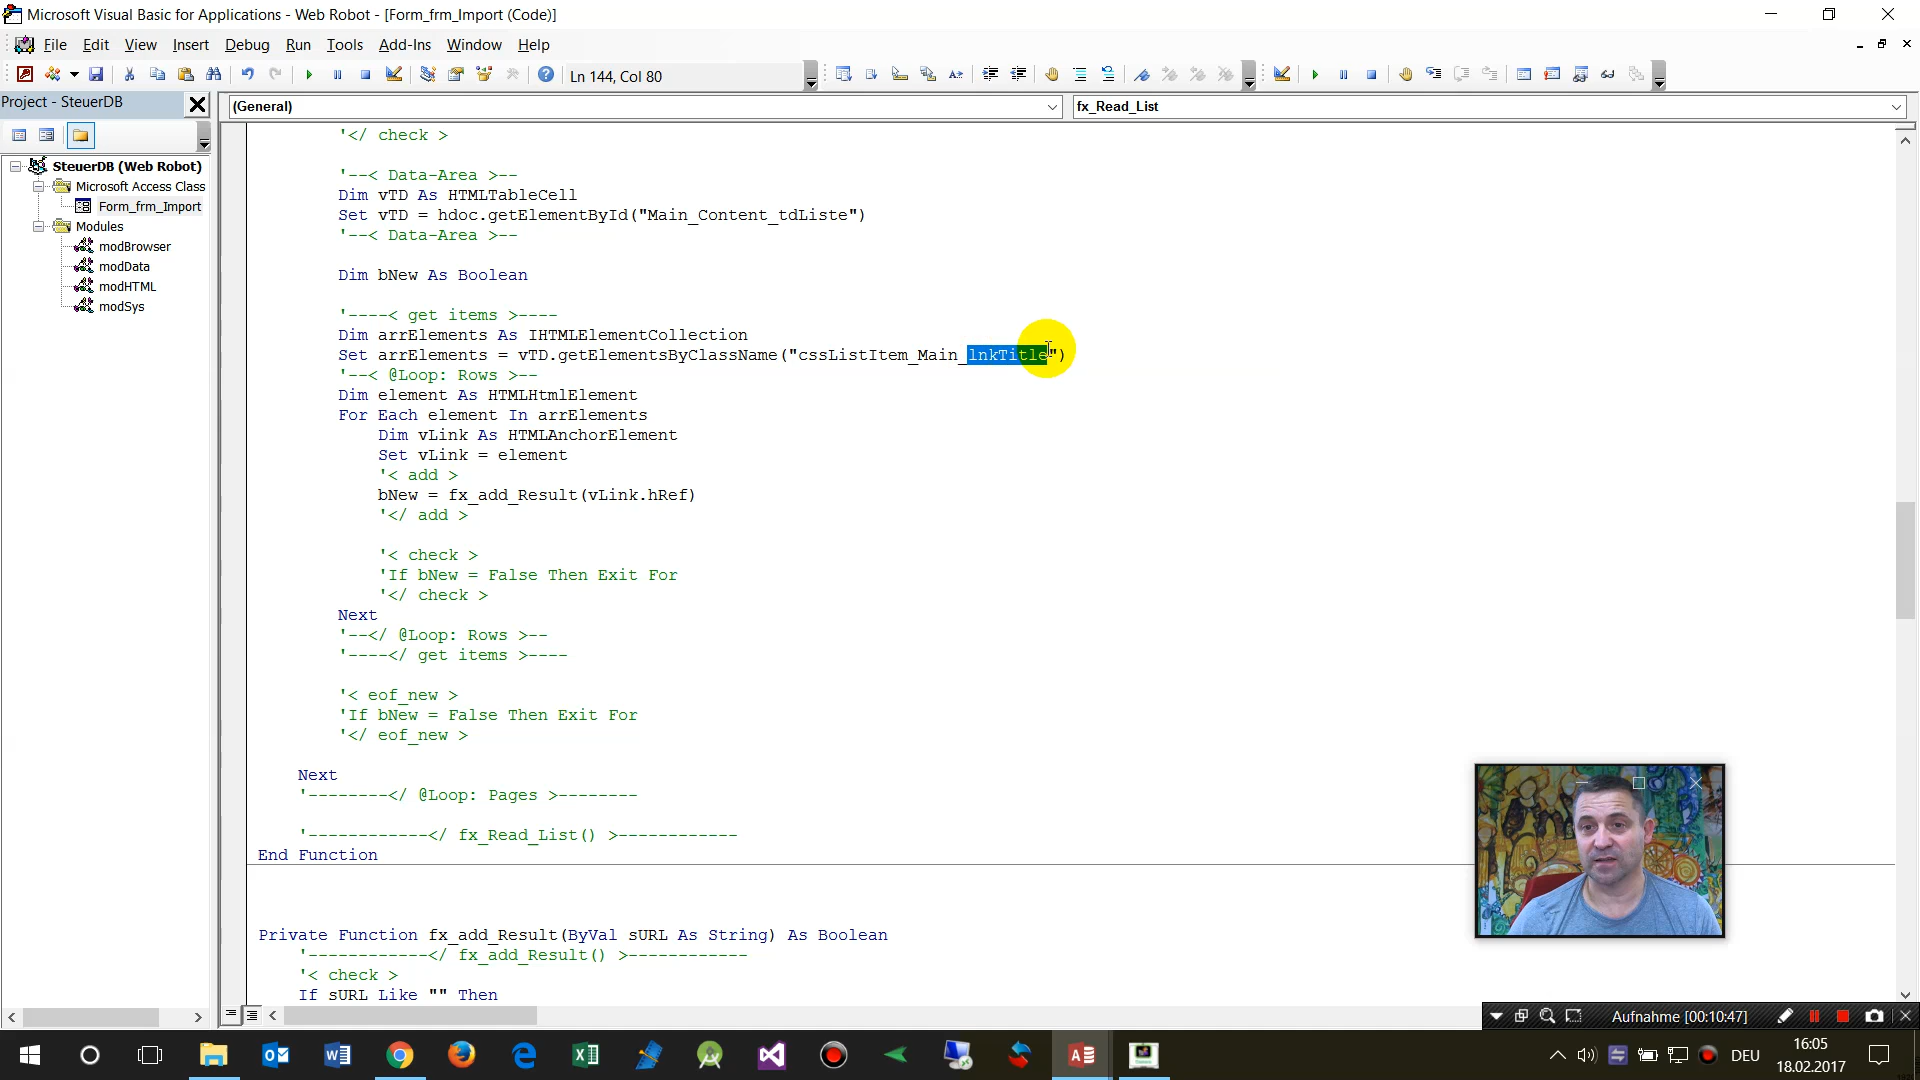 Microsoft Visual Basic for Applications - Web Robot - [Form_frm_Import (Code)]
File Edit View Insert Debug Run Tools Add-Ins Window Help
Ln 144, Col 80
Project - SteuerDB
(General)
fx_Read_List
SteuerDB (Web Robot)
Microsoft Access Class
Form_frm_Import
Modules
modBrowser
modData
modHTML
modSys
'</ check >
'--< Data-Area >--
Dim vTD As HTMLTableCell
Set vTD = hdoc.getElementById("Main_Content_tdListe")
'--< Data-Area >--
Dim bNew As Boolean
'----< get items >----
Dim arrElements As IHTMLElementCollection
Set arrElements = vTD.getElementsByClassName("cssListItem_Main_lnkTitle")
'--< @Loop: Rows >--
Dim element As HTMLHtmlElement
For Each element In arrElements
Dim vLink As HTMLAnchorElement
Set vLink = element
'< add >
bNew = fx_add_Result(vLink.hRef)
'</ add >
'< check >
'If bNew = False Then Exit For
'</ check >
Next
'--</ @Loop: Rows >--
'----</ get items >----
'< eof_new >
'If bNew = False Then Exit For
'</ eof_new >
Next
'--------</ @Loop: Pages >--------
'------------</ fx_Read_List() >------------
End Function
Private Function fx_add_Result(ByVal sURL As String) As Boolean
'------------</ fx_add_Result() >------------
'< check >
If sURL Like "" Then
Aufnahme [00:10:47]
DEU
16:05
18.02.2017